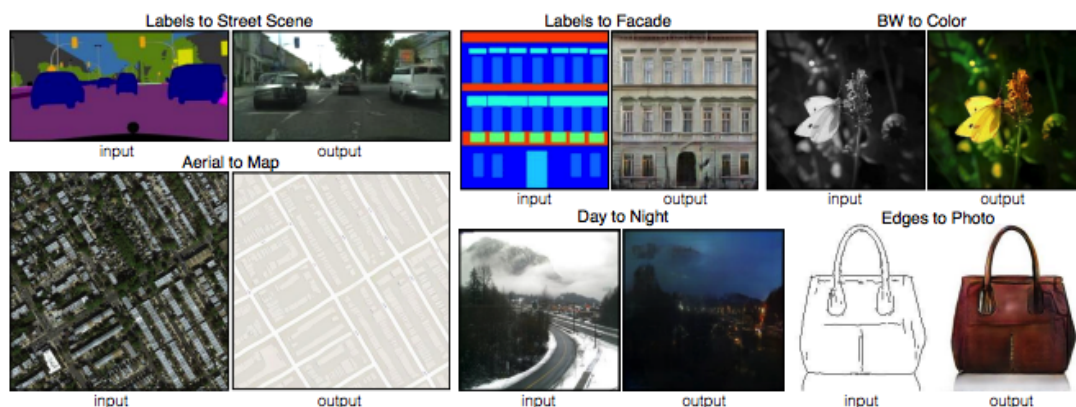 Labels to Street Scene
input output
Aerial to Map
input output
Labels to Facade
input output
BW to Color
input output
Day to Night
input output
Edges to Photo
input output